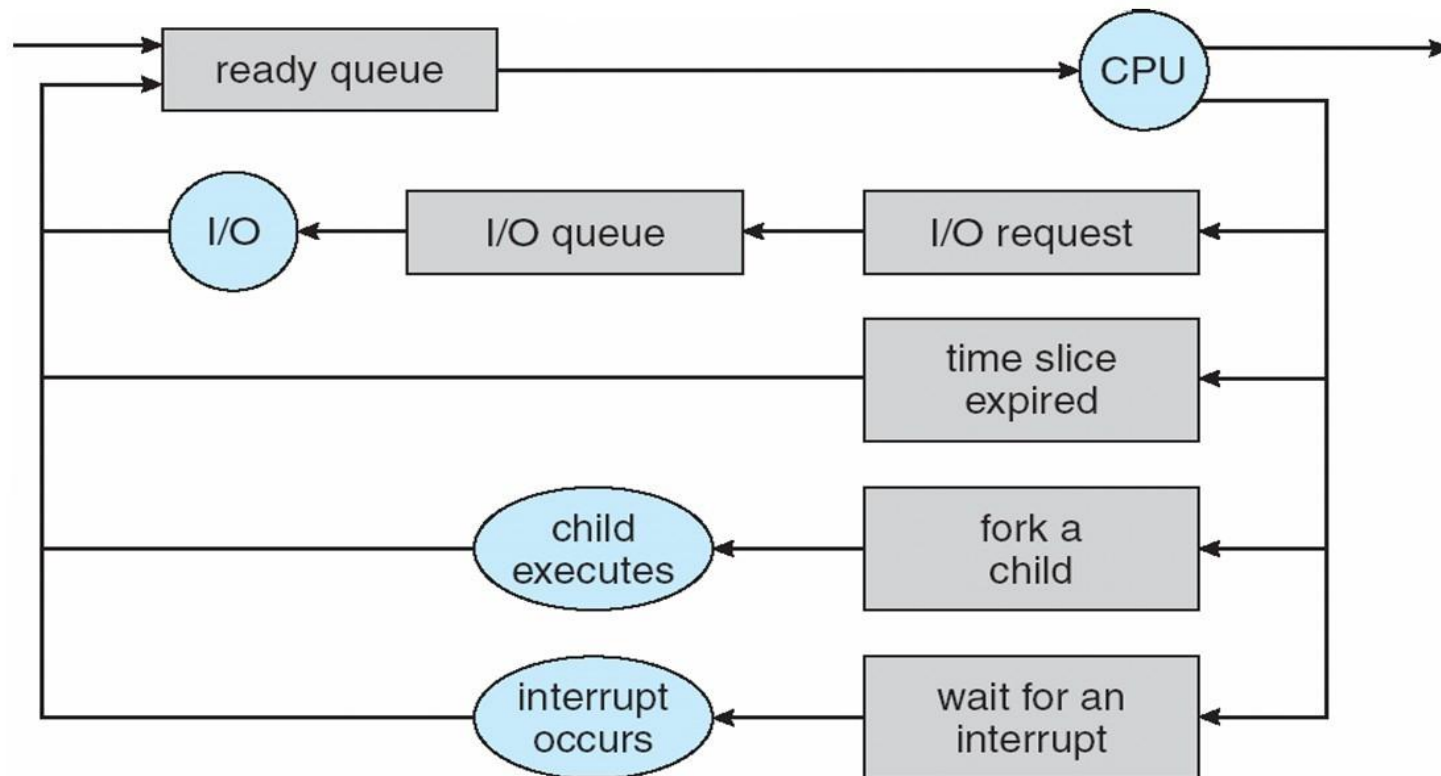 ready queue
CPU
I/O
I/O queue
I/O request
time slice
expired
child
executes
fork a
child
interrupt
occurs
wait for an
interrupt